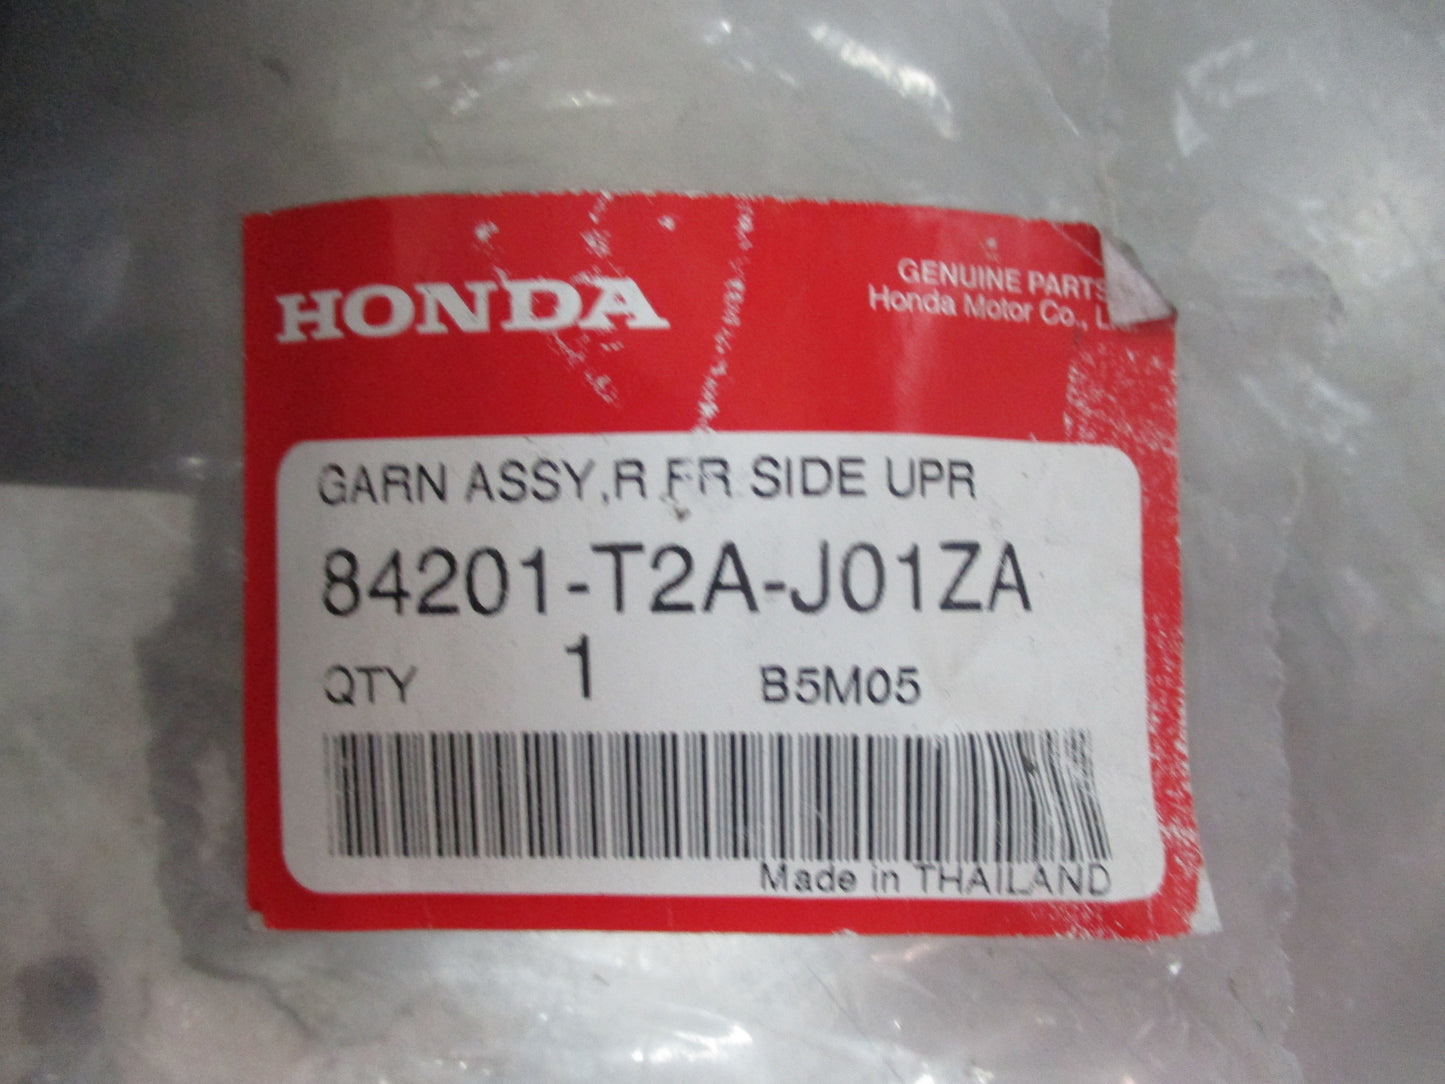 HONDA
GENUINE PARTS
Honda Motor Co.,
GARN ASSY,R FR SIDE UPR
84201-T2A-J01ZA
QTY 1 B5M05
Made in THAILAND